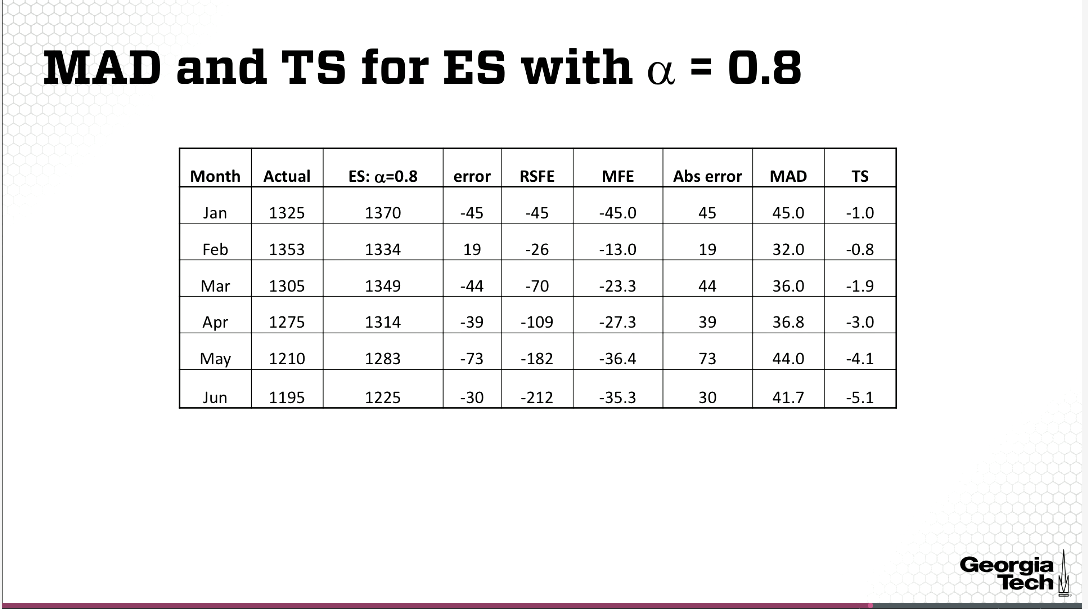 MAD and TS for ES with α = 0.8
Month Actual ES: α=0.8 error RSFE MFE Abs error MAD TS
Jan 1325 1370 -45 -45 -45.0 45 45.0 -1.0
Feb 1353 1334 19 -26 -13.0 19 32.0 -0.8
Mar 1305 1349 -44 -70 -23.3 44 36.0 -1.9
Apr 1275 1314 -39 -109 -27.3 39 36.8 -3.0
May 1210 1283 -73 -182 -36.4 73 44.0 -4.1
Jun 1195 1225 -30 -212 -35.3 30 41.7 -5.1
Georgia
Tech